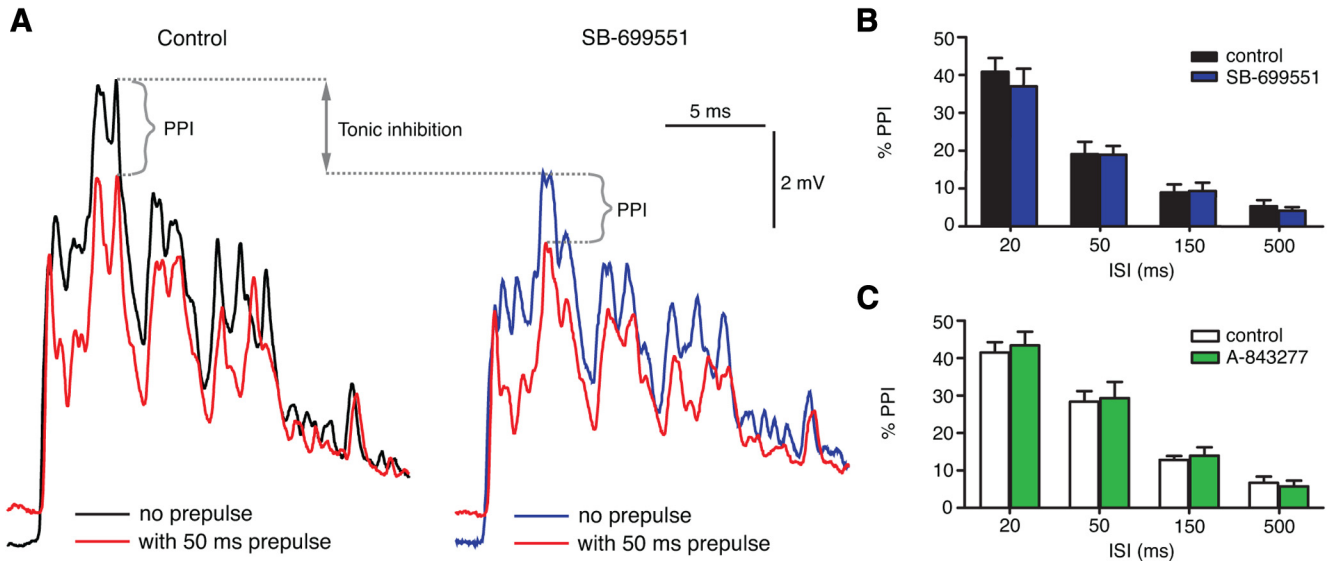 A
Control
SB-699551
PPI
Tonic inhibition
5 ms
2 mV
PPI
no prepulse
with 50 ms prepulse
no prepulse
with 50 ms prepulse
B
50
40
30
20
10
0
% PPI
control
SB-699551
20 50 150 500
ISI (ms)
C
50
40
30
20
10
0
% PPI
control
A-843277
20 50 150 500
ISI (ms)